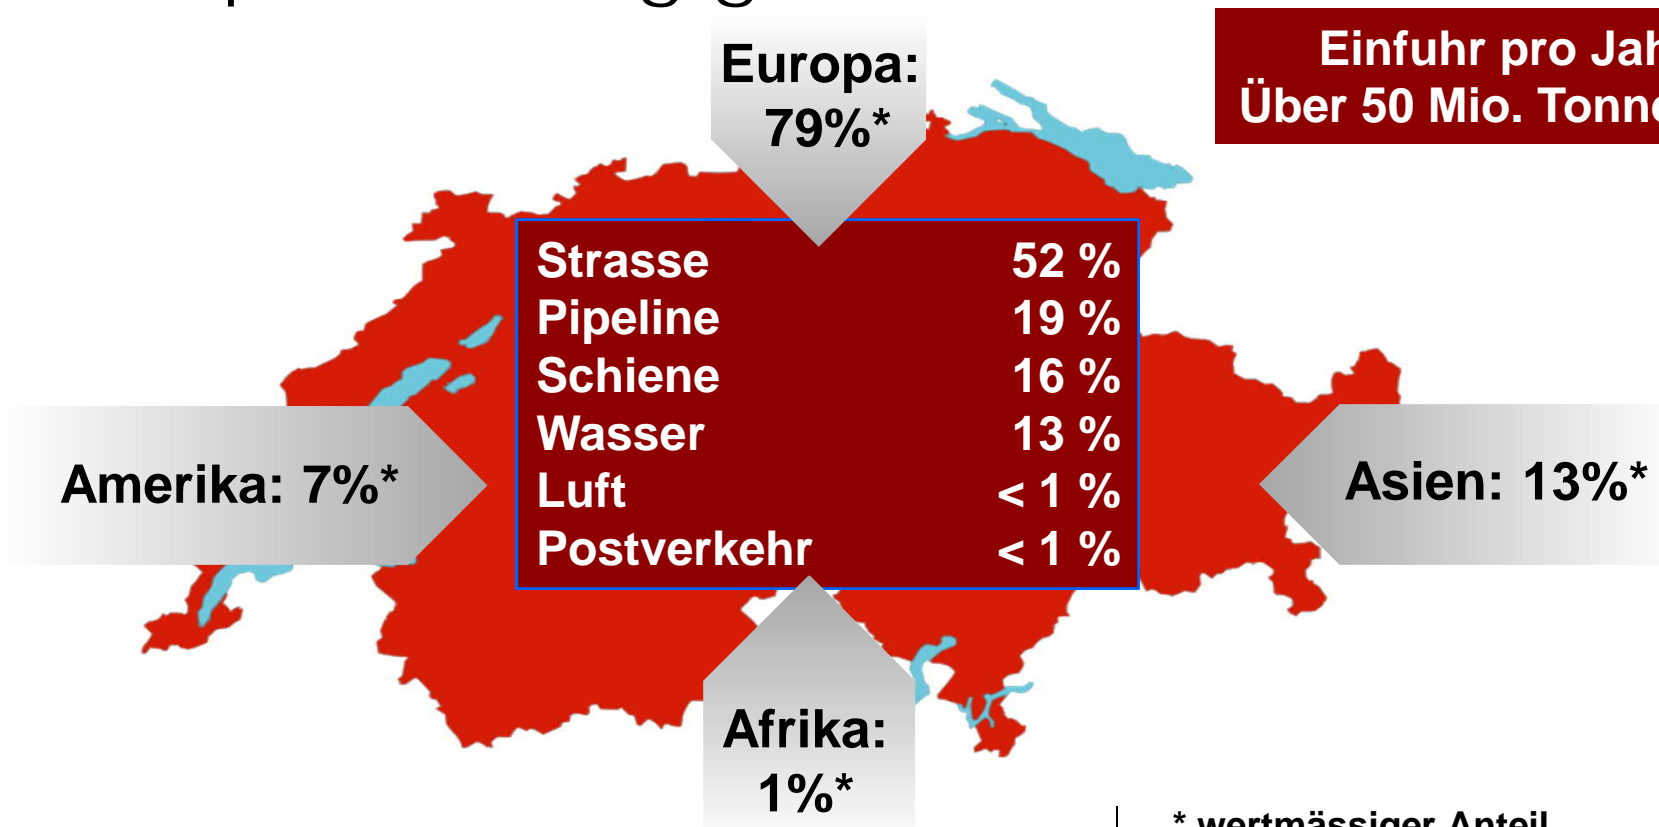 Europa:
79%*
Einfuhr pro Jah
Über 50 Mio. Tonne
Strasse 52 %
Pipeline 19 %
Schiene 16 %
Wasser 13 %
Luft < 1 %
Postverkehr < 1 %
Amerika: 7%*
Asien: 13%*
Afrika:
1%*
* wertmässiger Anteil